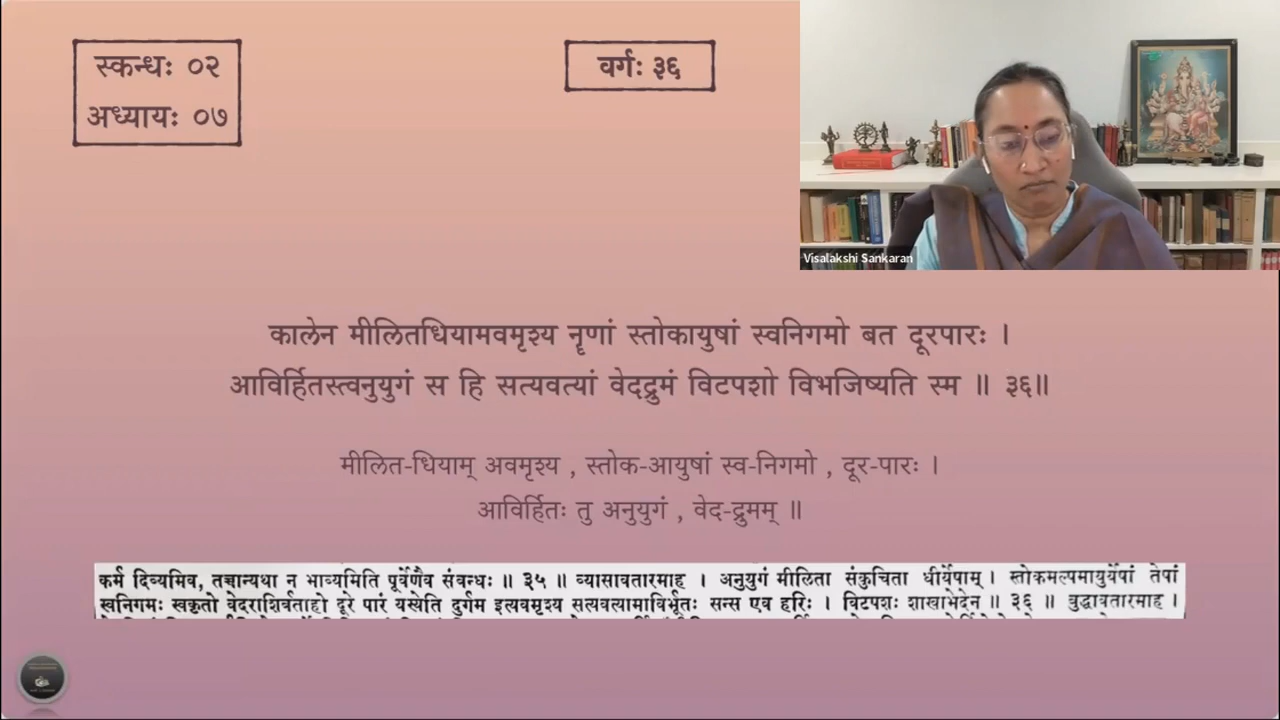 स्कन्धः ०२
अध्यायः ०७
वर्गः ३६
Visalakshi Sankaran
कालेन मीलितधियामवमृश्य नॄणां स्तोकायुषां स्वनिगमो बत दूरपारः ।
आविर्हितस्त्वनुयुगं स हि सत्यवत्यां वेदद्रुमं विटपशो विभजिष्यति स्म ॥ ३६॥
मीलित-धियाम् अवमृश्य , स्तोक-आयुषां स्व-निगमो , दूर-पारः ।
आविर्हितः तु अनुयुगं , वेद-द्रुमम् ॥
कर्म दिव्यमिव, तच्चान्यथा न भाव्यमिति पूर्वेणैव संबन्धः ॥ ३५ ॥ व्यासावतारमाह । अनुयुगं मीलिता संकुचिता धीर्येषाम् । स्तोकमल्पमायुर्येषां तेषां
स्वनिगमः स्वकृतो वेदराशिर्बताहो दूरे पारं यस्येति दुर्गम इत्यवमृश्य सत्यवत्यामाविर्भूतः सन्स एव हरिः । विटपशः शाखाभेदेन ॥ ३६ ॥ बुद्धावतारमाह ।